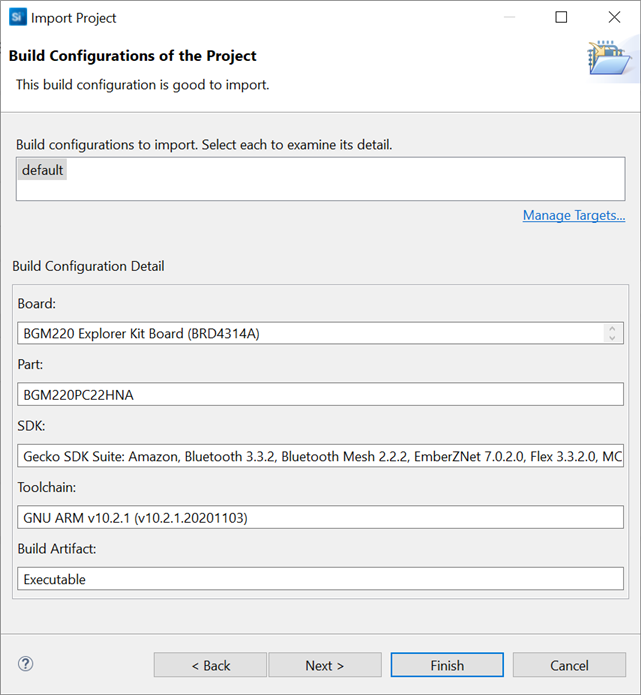 Si Import Project
Build Configurations of the Project
This build configuration is good to import.
Build configurations to import. Select each to examine its detail.
default
Manage Targets...
Build Configuration Detail
Board:
BGM220 Explorer Kit Board (BRD4314A)
Part:
BGM220PC22HNA
SDK:
Gecko SDK Suite: Amazon, Bluetooth 3.3.2, Bluetooth Mesh 2.2.2, EmberZNet 7.0.2.0, Flex 3.3.2.0, MC
Toolchain:
GNU ARM v10.2.1 (v10.2.1.20201103)
Build Artifact:
Executable
? < Back Next > Finish Cancel